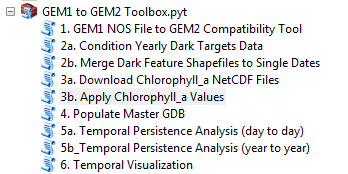 GEM1 to GEM2 Toolbox.pyt
1. GEM1 NOS File to GEM2 Compatibility Tool
2a. Condition Yearly Dark Targets Data
2b. Merge Dark Feature Shapefiles to Single Dates
3a. Download Chlorophyll_a NetCDF Files
3b. Apply Chlorophyll_a Values
4. Populate Master GDB
5a. Temporal Persistence Analysis (day to day)
5b_Temporal Persistence Analysis (year to year)
6. Temporal Visualization